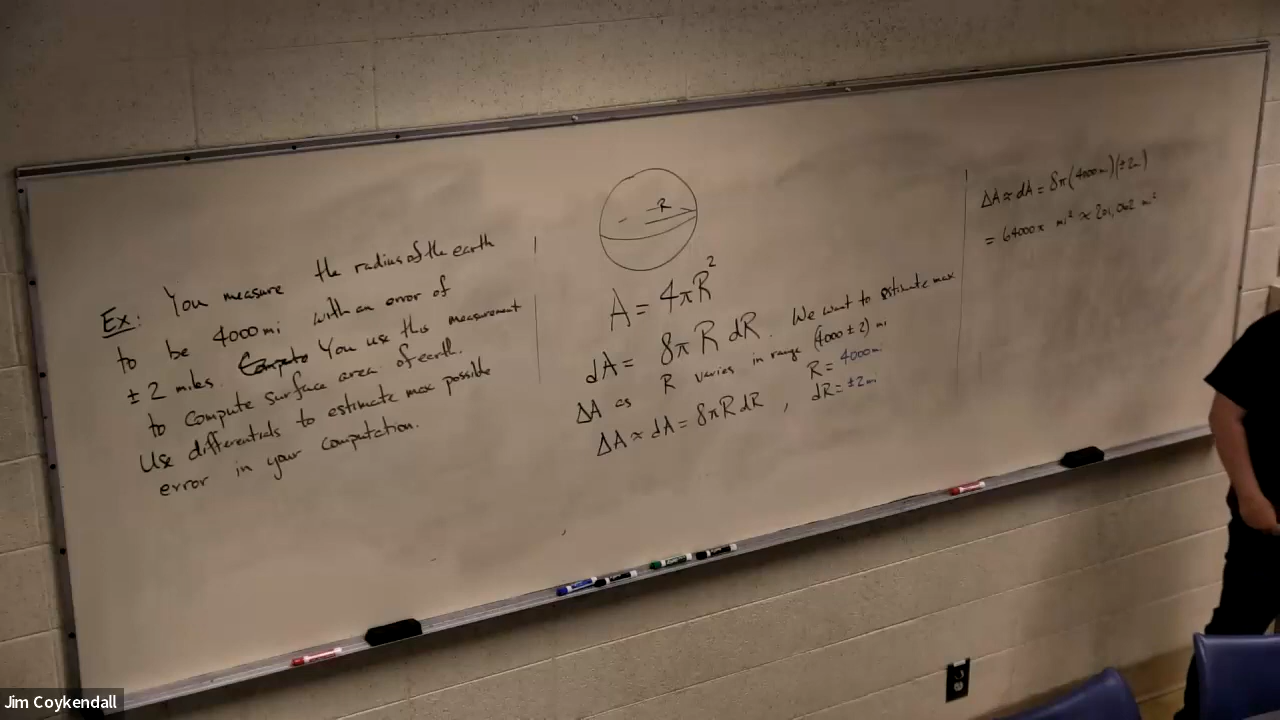 Ex: You measure the radius of the earth
to be 4000 mi with an error of
± 2 miles. Compute You use this measurement
to compute surface area of earth.
Use differentials to estimate max possible
error in your computation.
R
A = 4πR²
dA = 8πR dR. We want to estimate max
ΔA as R varies in range (4000 ± 2) mi
ΔA ≈ dA = 8πR dR , R = 4000mi
dR = ±2mi
ΔA ≈ dA = 8π(4000mi)(±2mi)
= 64000π mi² ≈ 201,062 mi²
Jim Coykendall